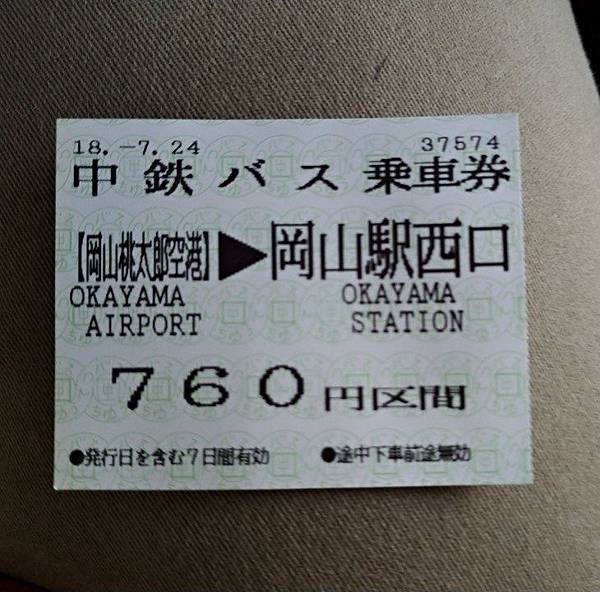 18.-7.24 37574
中鉄バス 乗車券
【岡山桃太郎空港】▶岡山駅西口
OKAYAMA OKAYAMA
AIRPORT STATION
760円区間
●発行日を含む7日間有効 ●途中下車前途無効